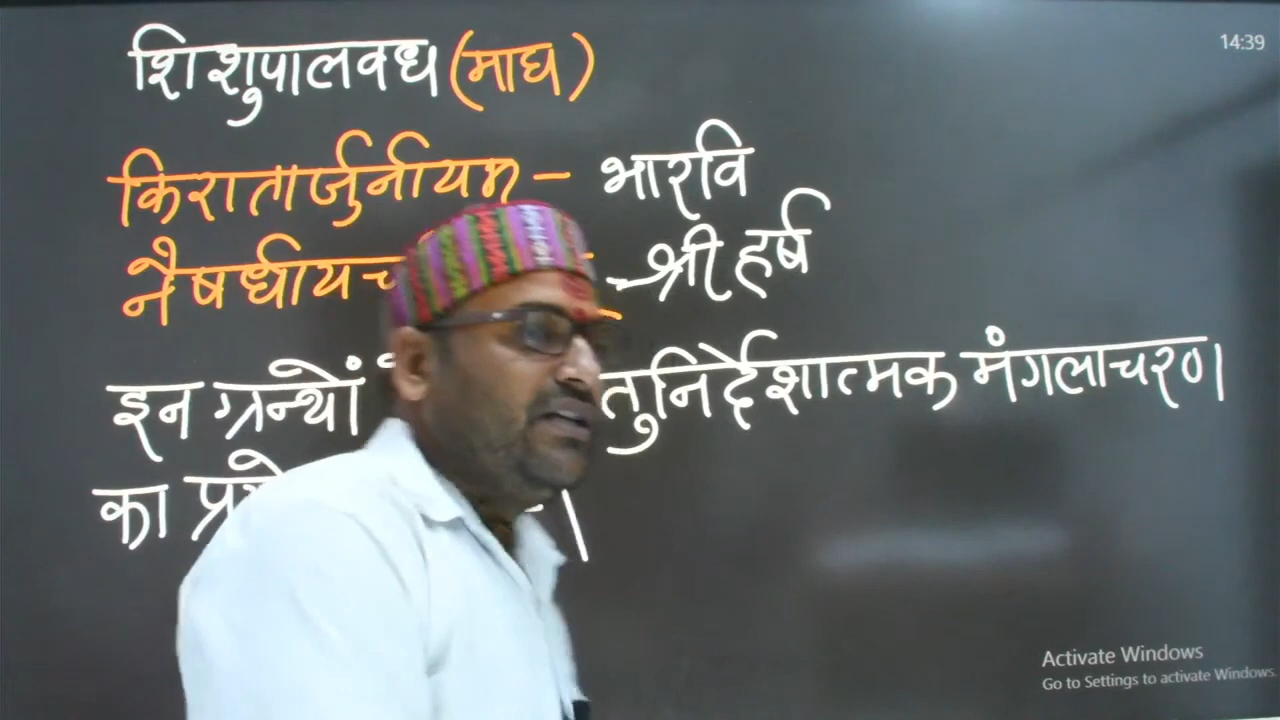 14:39
शिशुपालवध (माघ)
किरातार्जुनीयम – भारवि
नैषधीयच – श्री हर्ष
इन ग्रन्थों तुनिर्देशात्मक मंगलाचरण।
का प्र
Activate Windows
Go to Settings to activate Windows.